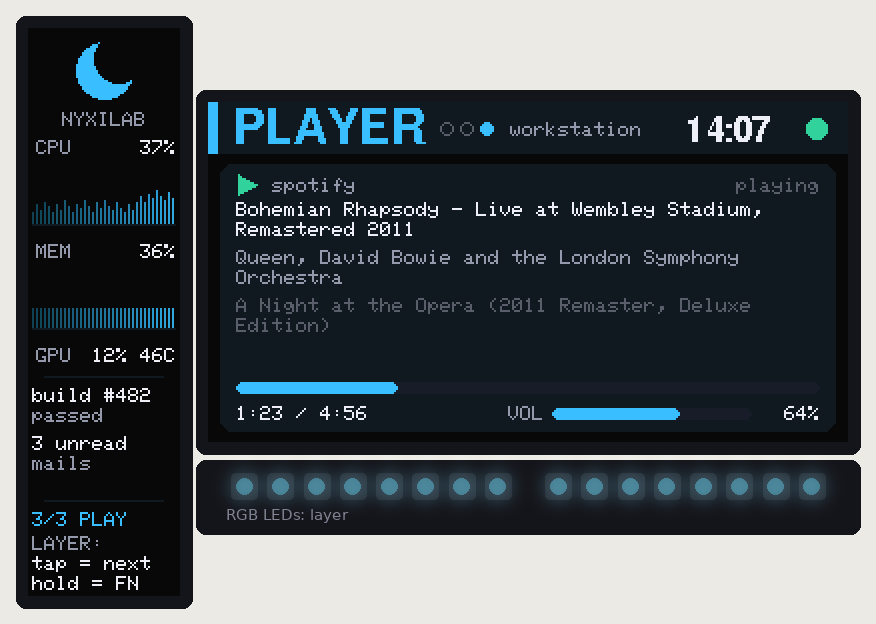 NYXILAB
CPU 37%
MEM 36%
GPU 12% 46C
build #482
passed
3 unread
mails
3/3 PLAY
LAYER:
tap = next
hold = FN
PLAYER workstation 14:07
spotify playing
Bohemian Rhapsody - Live at Wembley Stadium,
Remastered 2011
Queen, David Bowie and the London Symphony
Orchestra
A Night at the Opera (2011 Remaster, Deluxe
Edition)
1:23 / 4:56 VOL 64%
RGB LEDs: layer